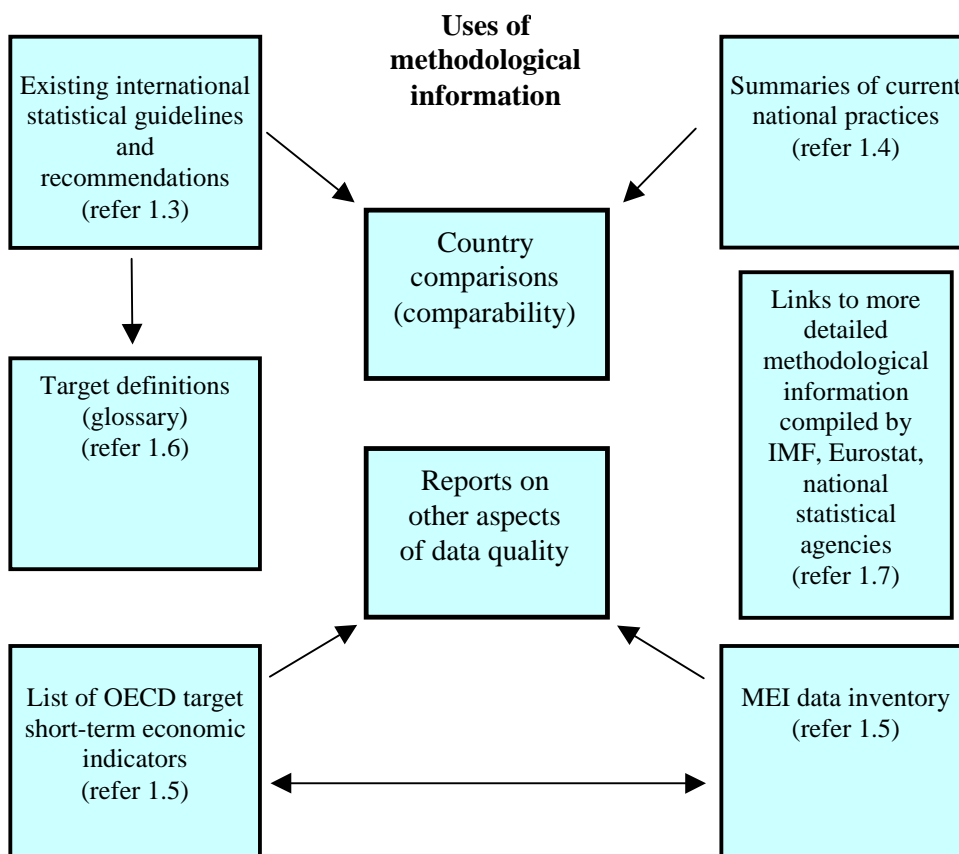 Uses of
methodological
information
Existing international
statistical guidelines
and
recommendations
(refer 1.3)
Summaries of current
national practices
(refer 1.4)
Country
comparisons
(comparability)
Links to more
detailed
methodological
information
compiled by
IMF, Eurostat,
national
statistical
agencies
(refer 1.7)
Target definitions
(glossary)
(refer 1.6)
Reports on
other aspects
of data quality
List of OECD target
short-term economic
indicators
(refer 1.5)
MEI data inventory
(refer 1.5)